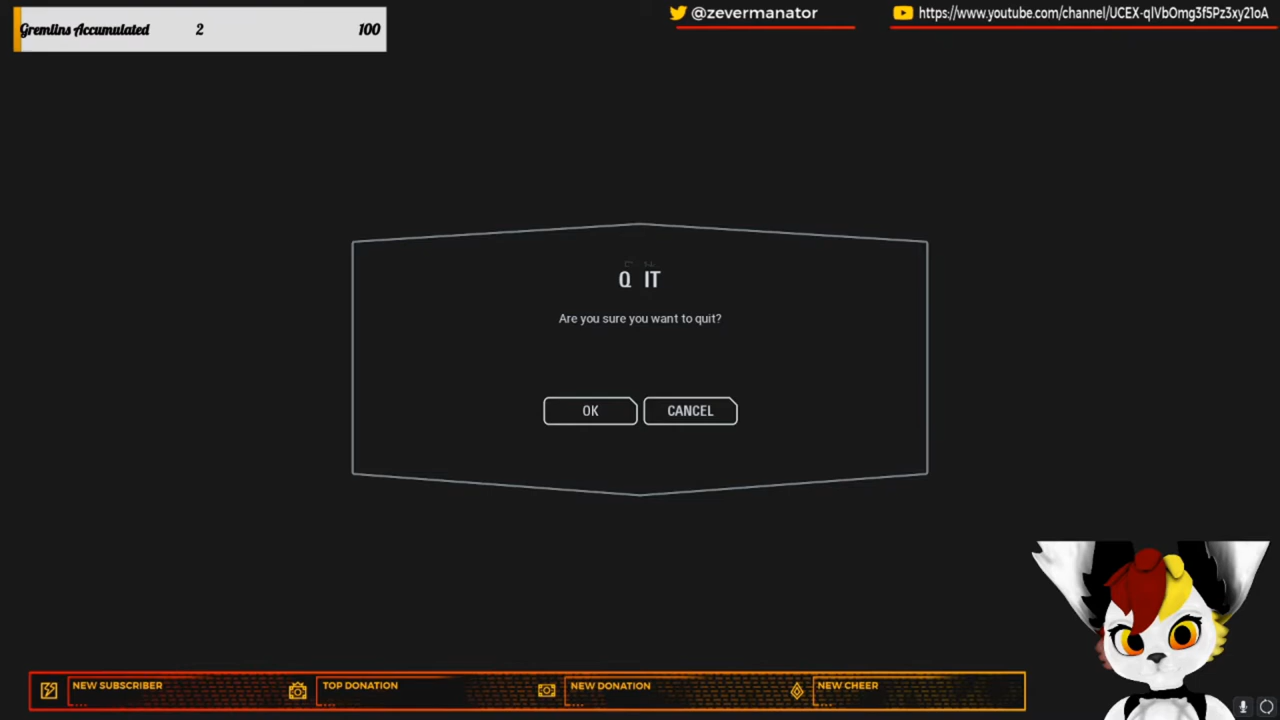 Gremlins Accumulated 2 100
@zevermanator
https://www.youtube.com/channel/UCEX-qlVbOmg3f5Pz3xy21oA
Q IT
Are you sure you want to quit?
OK CANCEL
NEW SUBSCRIBER TOP DONATION NEW DONATION NEW CHEER
.... ... ... ...